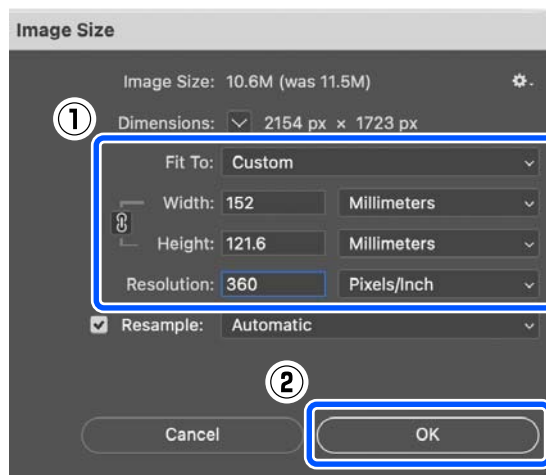 Image Size
Image Size: 10.6M (was 11.5M)
① Dimensions: 2154 px × 1723 px
Fit To: Custom
Width: 152 Millimeters
Height: 121.6 Millimeters
Resolution: 360 Pixels/Inch
Resample: Automatic
②
Cancel OK